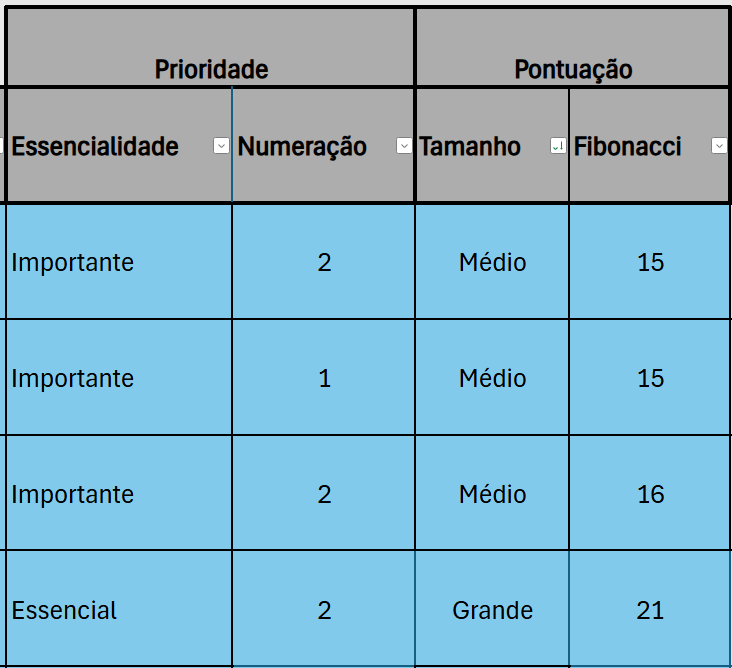 Prioridade Pontuação
Essencialidade Numeração Tamanho Fibonacci
Importante 2 Médio 15
Importante 1 Médio 15
Importante 2 Médio 16
Essencial 2 Grande 21